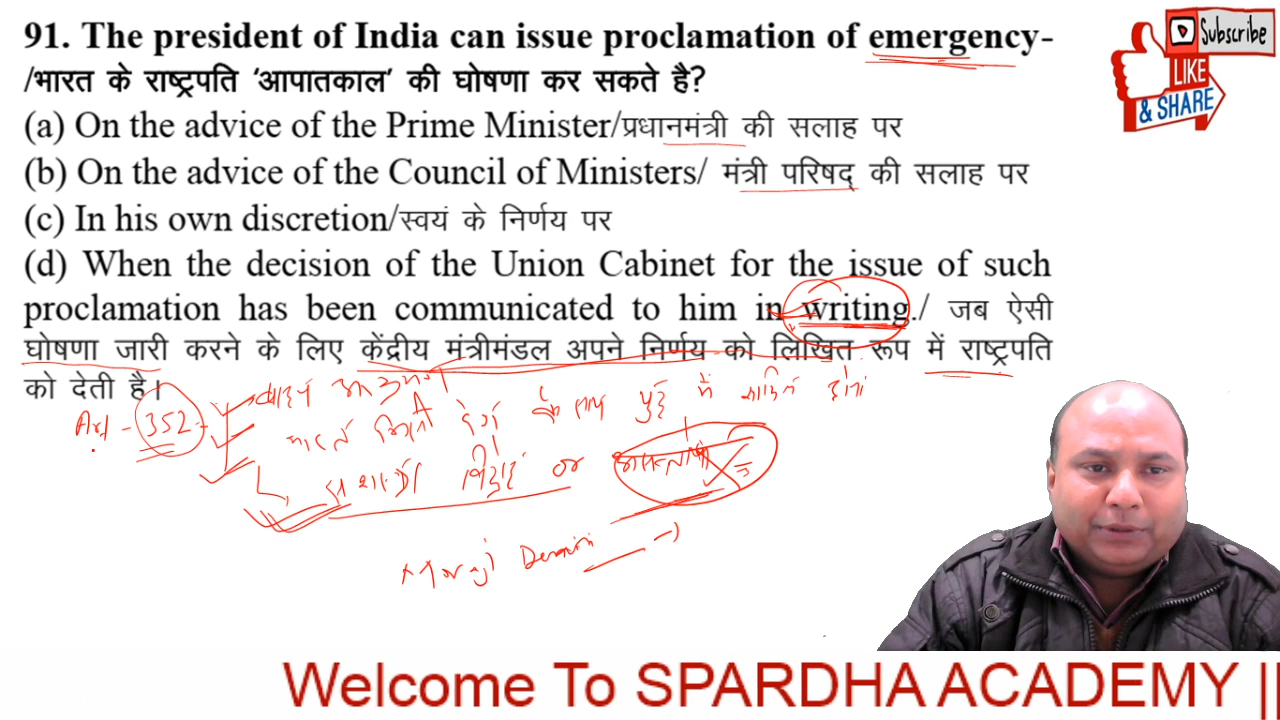 91. The president of India can issue proclamation of emergency-
/भारत के राष्ट्रपति ‘आपातकाल’ की घोषणा कर सकते है?
(a) On the advice of the Prime Minister/प्रधानमंत्री की सलाह पर
(b) On the advice of the Council of Ministers/ मंत्री परिषद् की सलाह पर
(c) In his own discretion/स्वयं के निर्णय पर
(d) When the decision of the Union Cabinet for the issue of such
proclamation has been communicated to him in writing./ जब ऐसी
घोषणा जारी करने के लिए केंद्रीय मंत्रीमंडल अपने निर्णय को लिखित रूप में राष्ट्रपति
को देती है।
Art - 352 -
or
Subscribe
LIKE
& SHARE
Welcome To SPARDHA ACADEMY ||